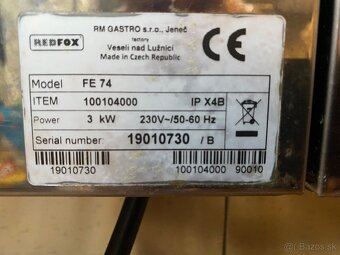 REDFOX
RM GASTRO s.r.o., Jeneč
factory
Veselí nad Lužnicí
Made in Czech Republic
CE
Model FE 74
ITEM 100104000 IP X4B
Power 3 kW 230V~/50-60 Hz
Serial number 19010730 / B
19010730 100104000 90010
bazos.sk